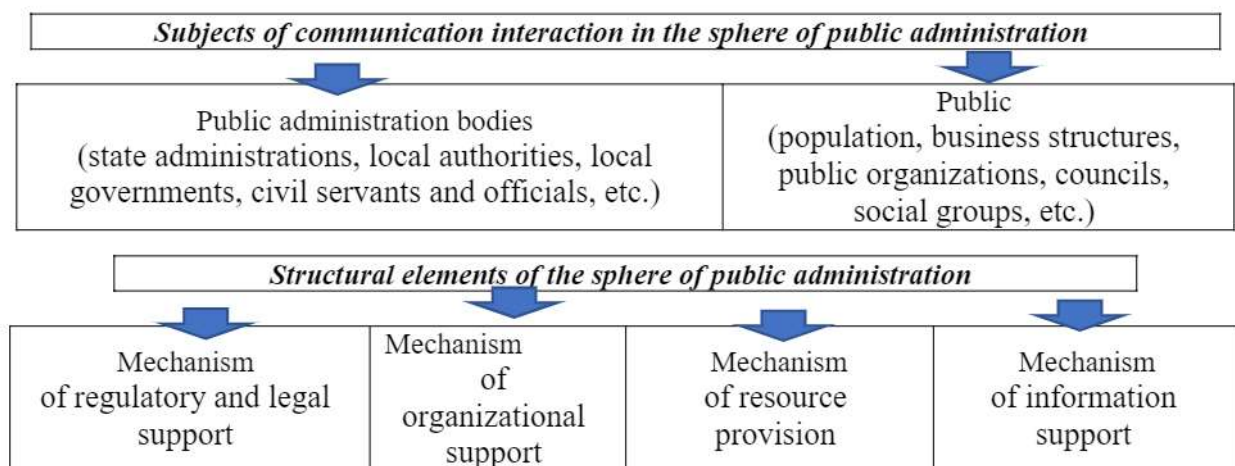 Subjects of communication interaction in the sphere of public administration
Public administration bodies
(state administrations, local authorities, local
governments, civil servants and officials, etc.)
Public
(population, business structures,
public organizations, councils,
social groups, etc.)
Structural elements of the sphere of public administration
Mechanism
of regulatory and legal
support
Mechanism
of
organizational
support
Mechanism
of resource
provision
Mechanism
of information
support